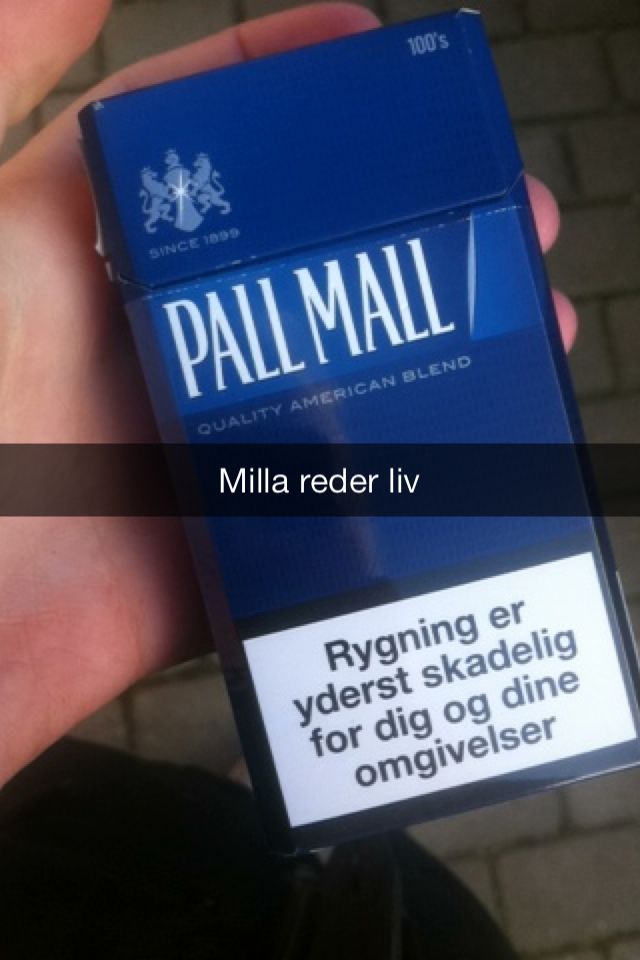 100's
SINCE 1899
PALL MALL
QUALITY AMERICAN BLEND
Milla reder liv
Rygning er
yderst skadelig
for dig og dine
omgivelser